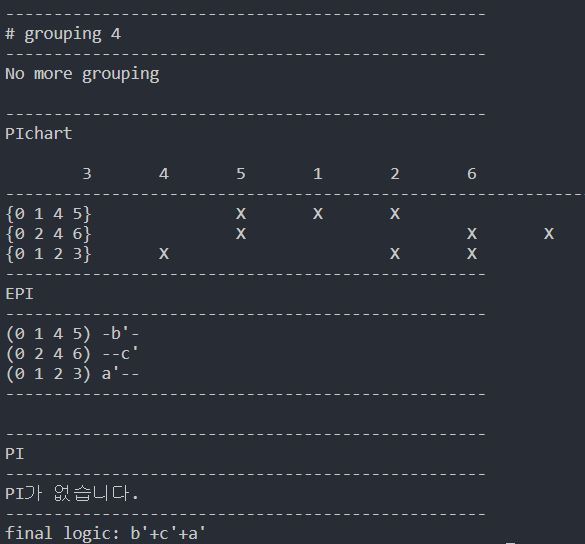 ------------------------------------------------
# grouping 4
------------------------------------------------
No more grouping
------------------------------------------------
PIchart
3 4 5 1 2 6
------------------------------------------------------------
{0 1 4 5} X X X
{0 2 4 6} X X X
{0 1 2 3} X X X
------------------------------------------------
EPI
------------------------------------------------
(0 1 4 5) -b'-
(0 2 4 6) --c'
(0 1 2 3) a'--
------------------------------------------------
------------------------------------------------
PI
------------------------------------------------
PI가 없습니다.
------------------------------------------------
final logic: b'+c'+a'